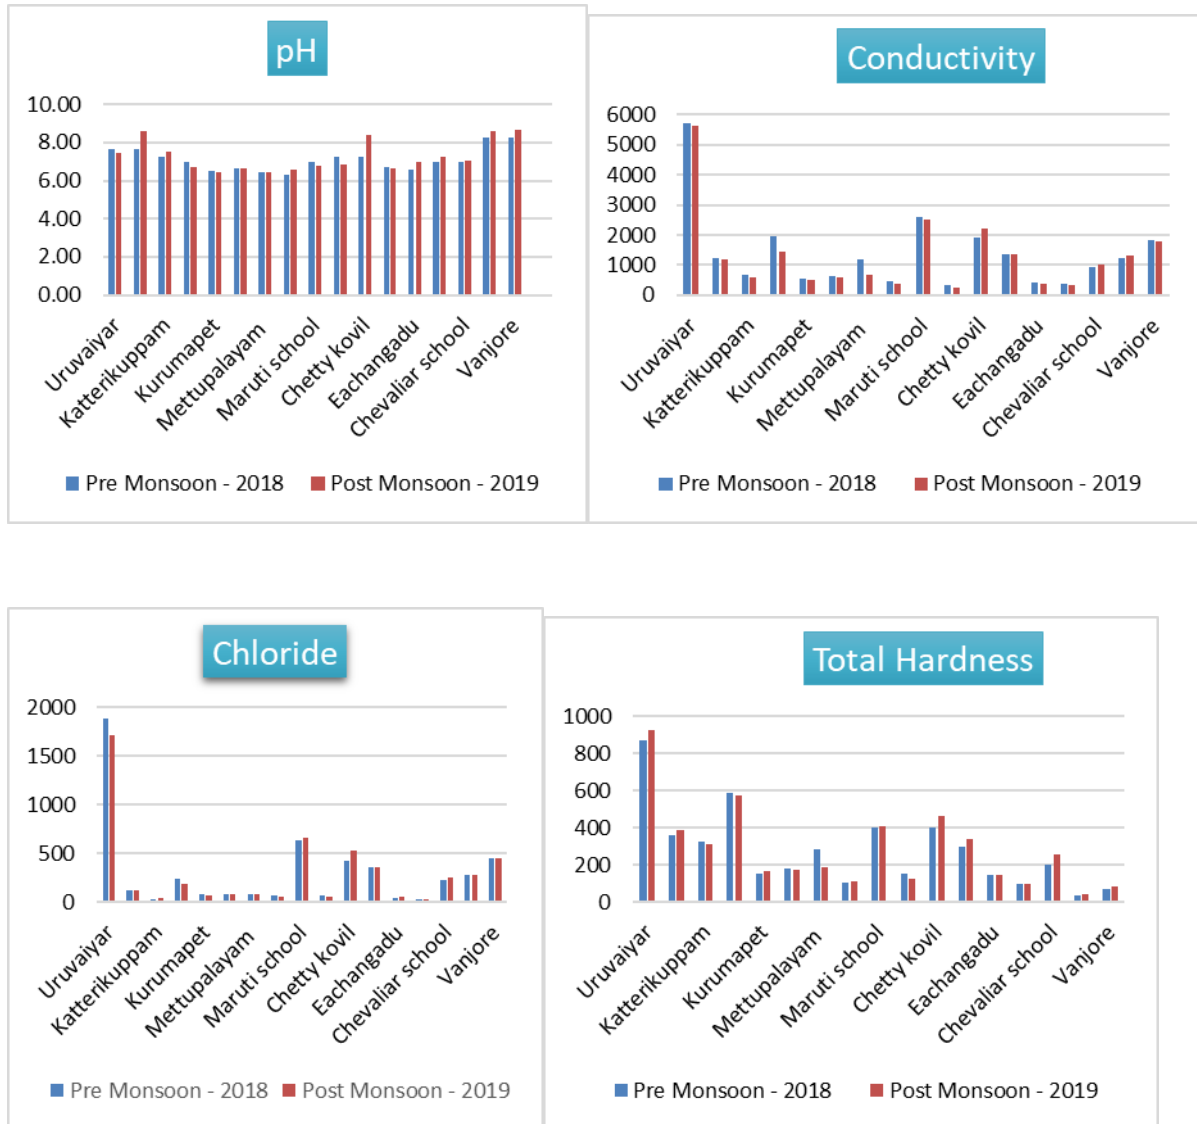 pH
10.00
8.00
6.00
4.00
2.00
0.00
Uruvaiyar
Katterikuppam
Kurumapet
Mettupalayam
Maruti school
Chetty kovil
Eachangadu
Chevaliar school
Vanjore
Pre Monsoon - 2018 Post Monsoon - 2019
Conductivity
6000
5000
4000
3000
2000
1000
0
Uruvaiyar
Katterikuppam
Kurumapet
Mettupalayam
Maruti school
Chetty kovil
Eachangadu
Chevaliar school
Vanjore
Pre Monsoon - 2018 Post Monsoon - 2019
Chloride
2000
1500
1000
500
0
Uruvaiyar
Katterikuppam
Kurumapet
Mettupalayam
Maruti school
Chetty kovil
Eachangadu
Chevaliar school
Vanjore
Pre Monsoon - 2018 Post Monsoon - 2019
Total Hardness
1000
800
600
400
200
0
Uruvaiyar
Katterikuppam
Kurumapet
Mettupalayam
Maruti school
Chetty kovil
Eachangadu
Chevaliar school
Vanjore
Pre Monsoon - 2018 Post Monsoon - 2019